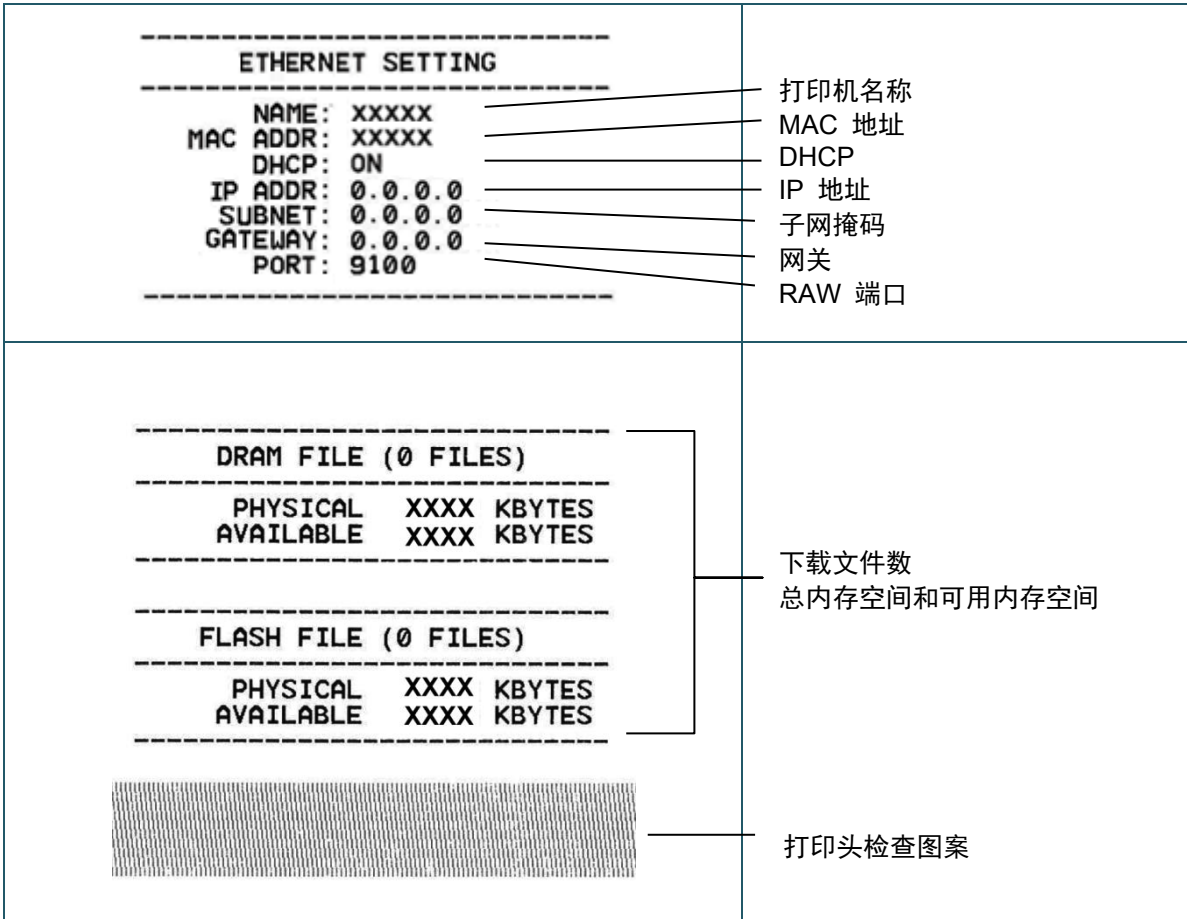 ETHERNET SETTING
NAME: XXXXX
MAC ADDR: XXXXX
DHCP: ON
IP ADDR: 0.0.0.0
SUBNET: 0.0.0.0
GATEWAY: 0.0.0.0
PORT: 9100
打印机名称
MAC 地址
DHCP
IP 地址
子网掩码
网关
RAW 端口
DRAM FILE (0 FILES)
PHYSICAL XXXX KBYTES
AVAILABLE XXXX KBYTES
FLASH FILE (0 FILES)
PHYSICAL XXXX KBYTES
AVAILABLE XXXX KBYTES
下载文件数
总内存空间和可用内存空间
打印头检查图案